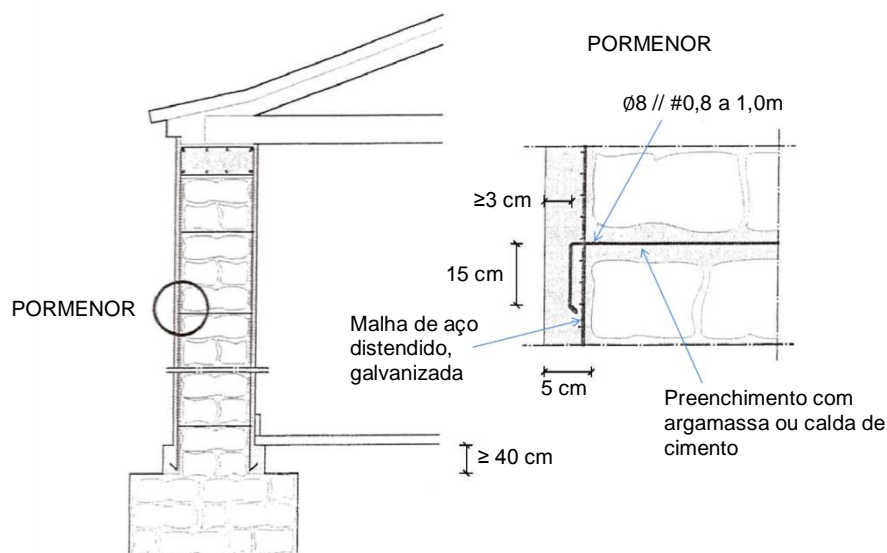 PORMENOR
Ø8 // #0,8 a 1,0m
≥3 cm
15 cm
PORMENOR
Malha de aço
distendido,
galvanizada
5 cm
Preenchimento com
argamassa ou calda de
cimento
≥ 40 cm